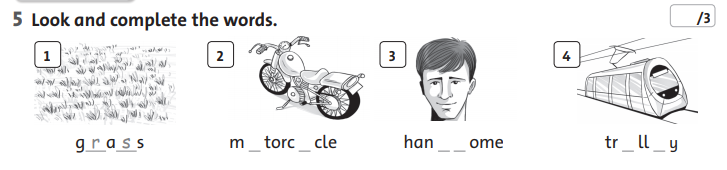 5 Look and complete the words.
/3
1
2
3
4
g r a s s
m _ torc _ cle
han _ _ ome
tr _ ll _ y